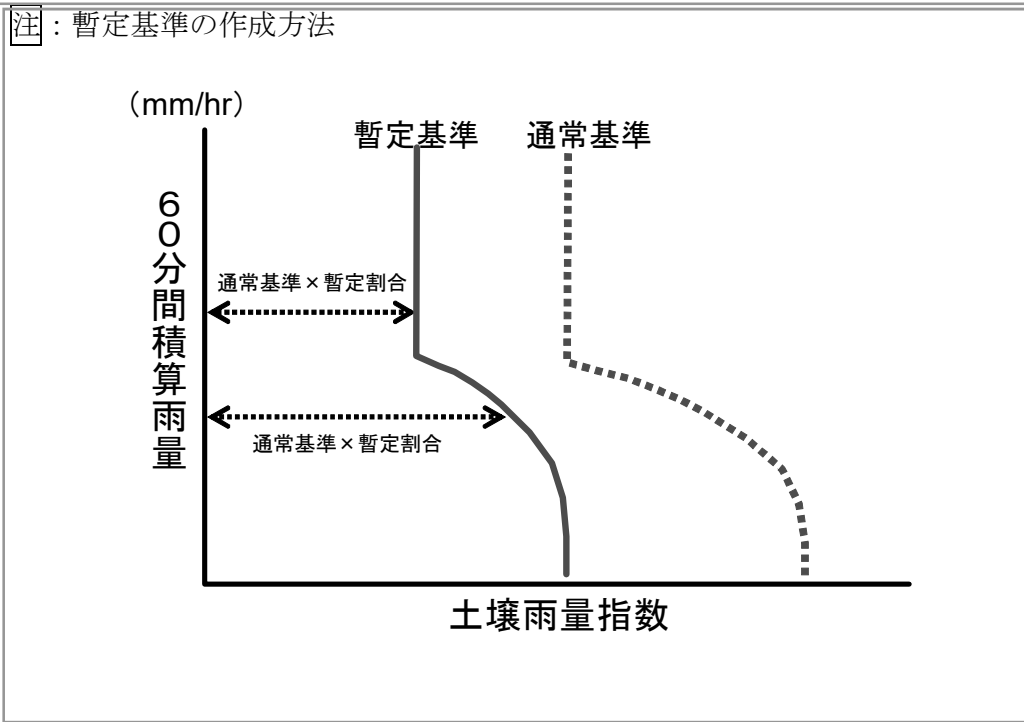 注：暫定基準の作成方法
（mm/hr）
暫定基準
通常基準
６０分間積算雨量
通常基準×暫定割合
通常基準×暫定割合
土壌雨量指数